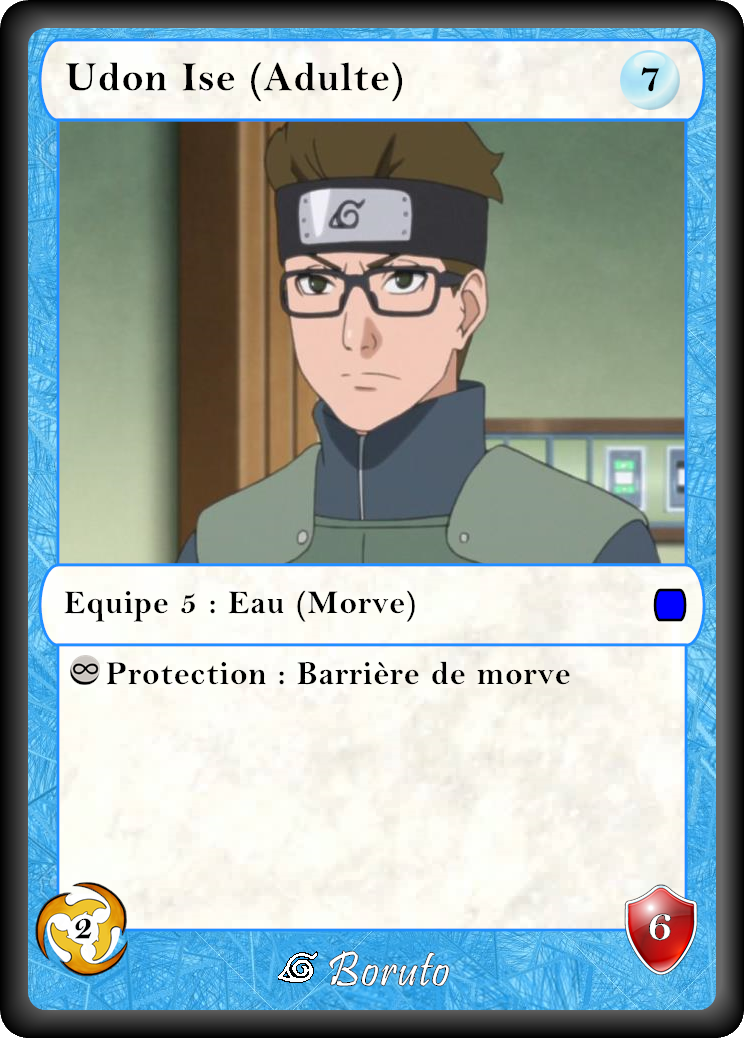 Udon Ise (Adulte)
7
Equipe 5 : Eau (Morve)
Protection : Barrière de morve
2
6
Boruto